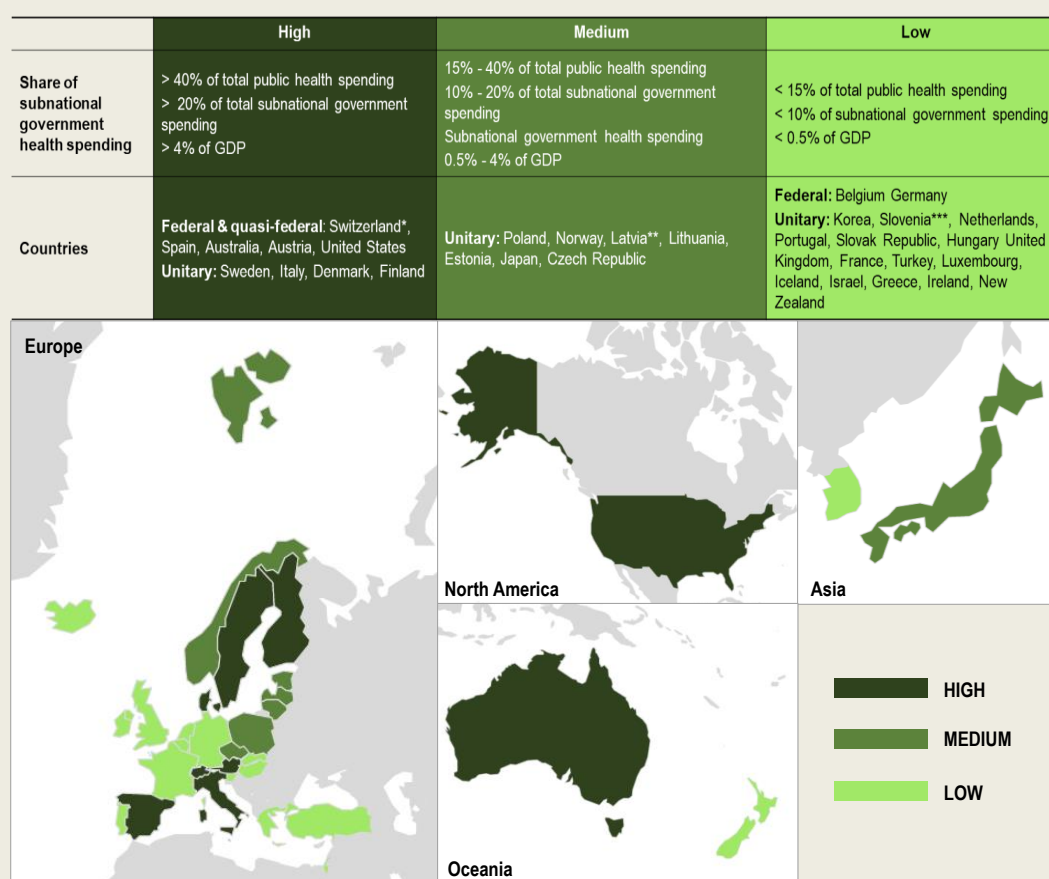 High
Medium
Low
Share of
subnational
government
health spending
> 40% of total public health spending
> 20% of total subnational government
spending
> 4% of GDP
15% - 40% of total public health spending
10% - 20% of total subnational government
spending
Subnational government health spending
0.5% - 4% of GDP
< 15% of total public health spending
< 10% of subnational government spending
< 0.5% of GDP
Countries
Federal & quasi-federal: Switzerland*,
Spain, Australia, Austria, United States
Unitary: Sweden, Italy, Denmark, Finland
Unitary: Poland, Norway, Latvia**, Lithuania,
Estonia, Japan, Czech Republic
Federal: Belgium Germany
Unitary: Korea, Slovenia***, Netherlands,
Portugal, Slovak Republic, Hungary United
Kingdom, France, Turkey, Luxembourg,
Iceland, Israel, Greece, Ireland, New
Zealand
Europe
North America
Asia
Oceania
HIGH
MEDIUM
LOW